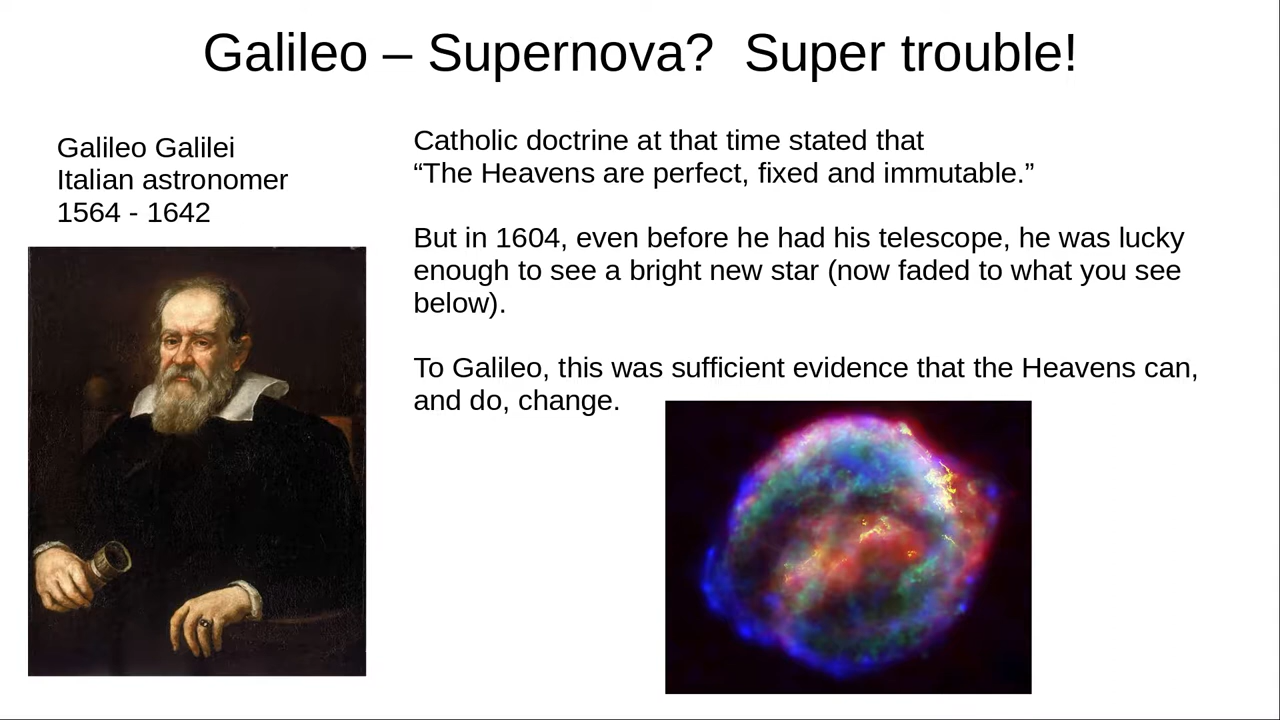 Galileo – Supernova?  Super trouble!
Galileo Galilei
Italian astronomer
1564 - 1642
Catholic doctrine at that time stated that
“The Heavens are perfect, fixed and immutable.”
But in 1604, even before he had his telescope, he was lucky
enough to see a bright new star (now faded to what you see
below).
To Galileo, this was sufficient evidence that the Heavens can,
and do, change.